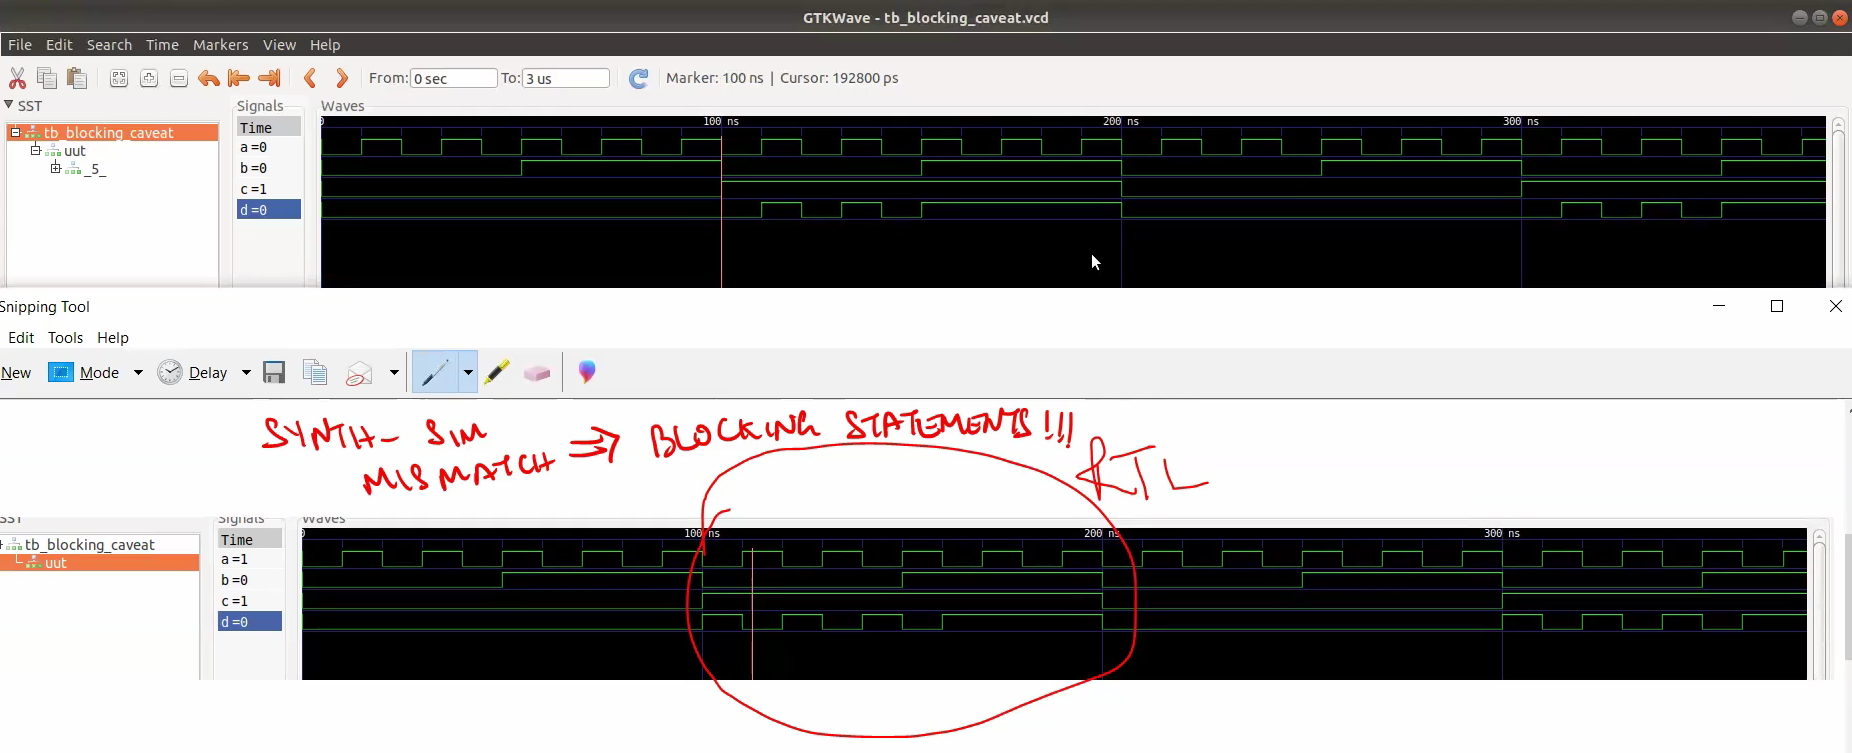 GTKWave - tb_blocking_caveat.vcd
File Edit Search Time Markers View Help
From: 0 sec To: 3 us Marker: 100 ns | Cursor: 192800 ps
SST
Signals
Waves
tb_blocking_caveat
uut
_5_
Time
a=0
b=0
c=1
d=0
0 100 ns 200 ns 300 ns
Snipping Tool
Edit Tools Help
New Mode Delay
SYNTH- SIM
MISMATCH ⇒ BLOCKING STATEMENTS!!!
RTL
SST
Signals
Waves
tb_blocking_caveat
uut
Time
a=1
b=0
c=1
d=0
0 100 ns 200 ns 300 ns